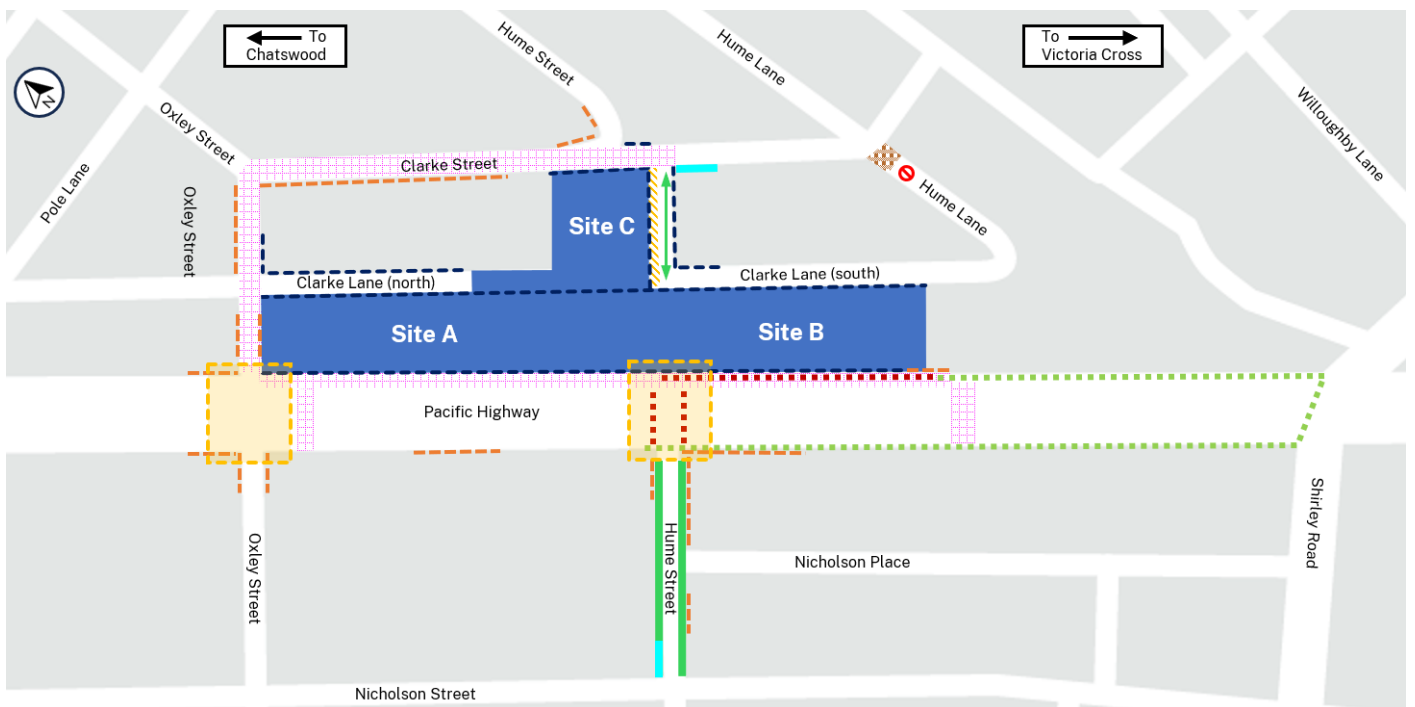 To
Chatswood
To
Victoria Cross
N
Hume Street
Hume Lane
Willoughby Lane
Oxley Street
Clarke Street
Pole Lane
Oxley Street
Site C
Hume Lane
Clarke Lane (north)
Clarke Lane (south)
Site A
Site B
Pacific Highway
Shirley Road
Oxley Street
Hume Street
Nicholson Place
Nicholson Street